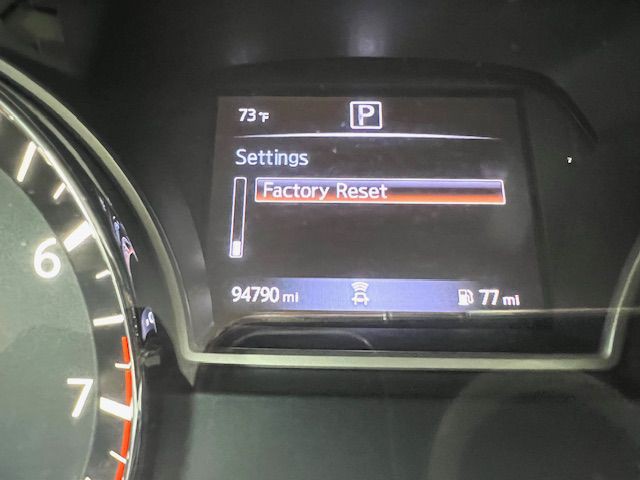 73°F P
Settings
Factory Reset
94790 mi 77 mi
6
7